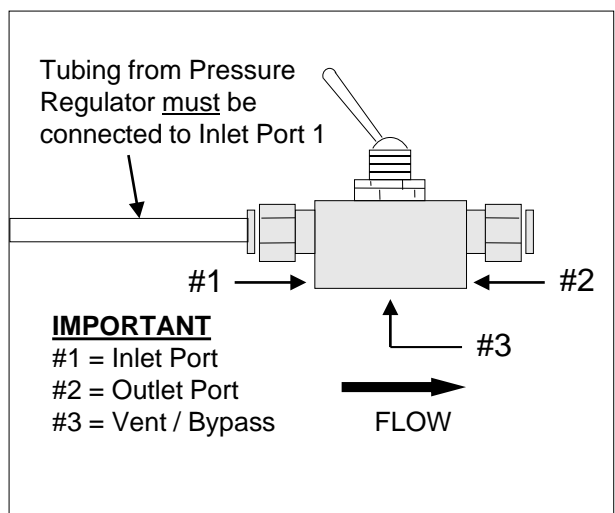 Tubing from Pressure
Regulator must be
connected to Inlet Port 1
#1
#2
#3
IMPORTANT
#1 = Inlet Port
#2 = Outlet Port
#3 = Vent / Bypass
FLOW